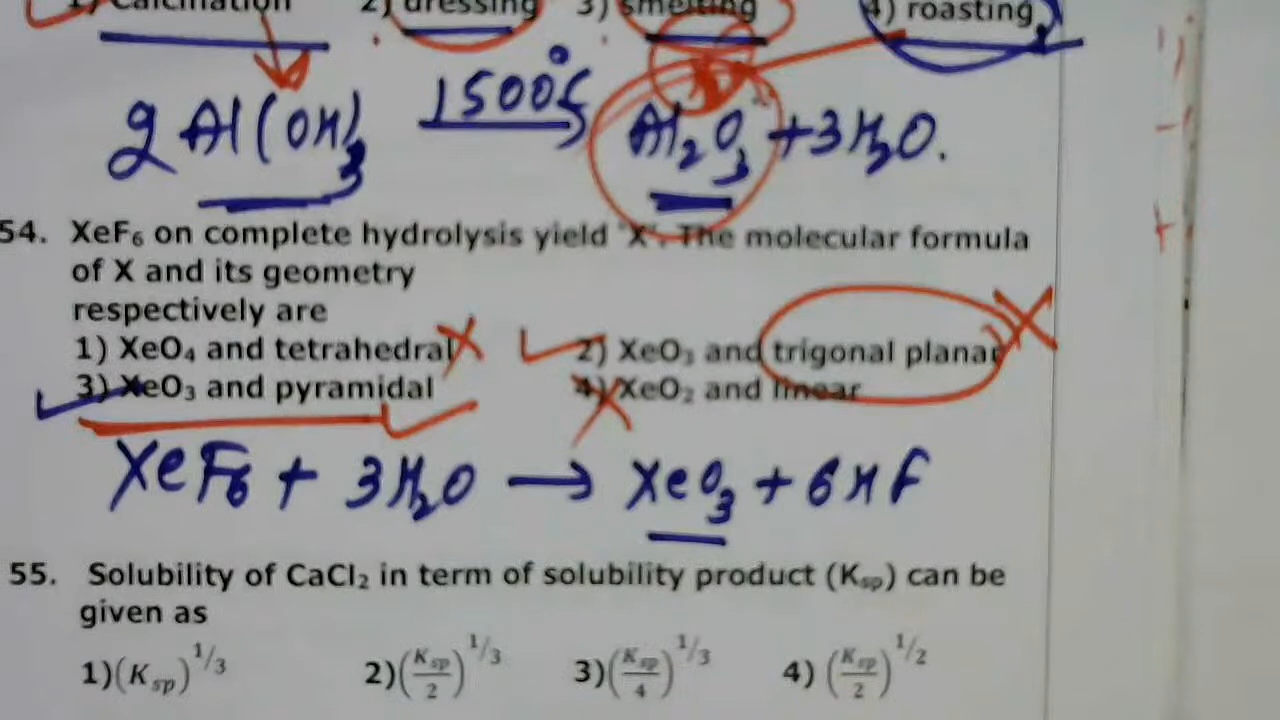 1) Calcination 2) dressing 3) smelting 4) roasting
2 Al(OH)3 1500°C Al2O3 + 3H2O.
54. XeF6 on complete hydrolysis yield 'X'. The molecular formula
of X and its geometry
respectively are
1) XeO4 and tetrahedral 2) XeO3 and trigonal planar
3) XeO3 and pyramidal 4) XeO2 and linear
XeF6 + 3H2O → XeO3 + 6HF
55. Solubility of CaCl2 in term of solubility product (Ksp) can be
given as
1) (Ksp)^1/3 2) (Ksp/2)^1/3 3) (Ksp/4)^1/3 4) (Ksp/2)^1/2